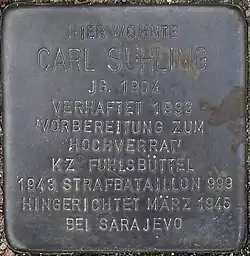 HIER WOHNTE
CARL SUHLING
JG. 1904
VERHAFTET 1933
VORBEREITUNG ZUM
HOCHVERRAT
KZ FUHLSBÜTTEL
1943 STRAFBATAILLON 999
HINGERICHTET MÄRZ 1945
BEI SARAJEVO